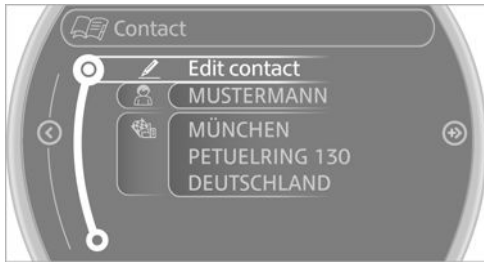 Contact
Edit contact
MUSTERMANN
MÜNCHEN
PETUELRING 130
DEUTSCHLAND